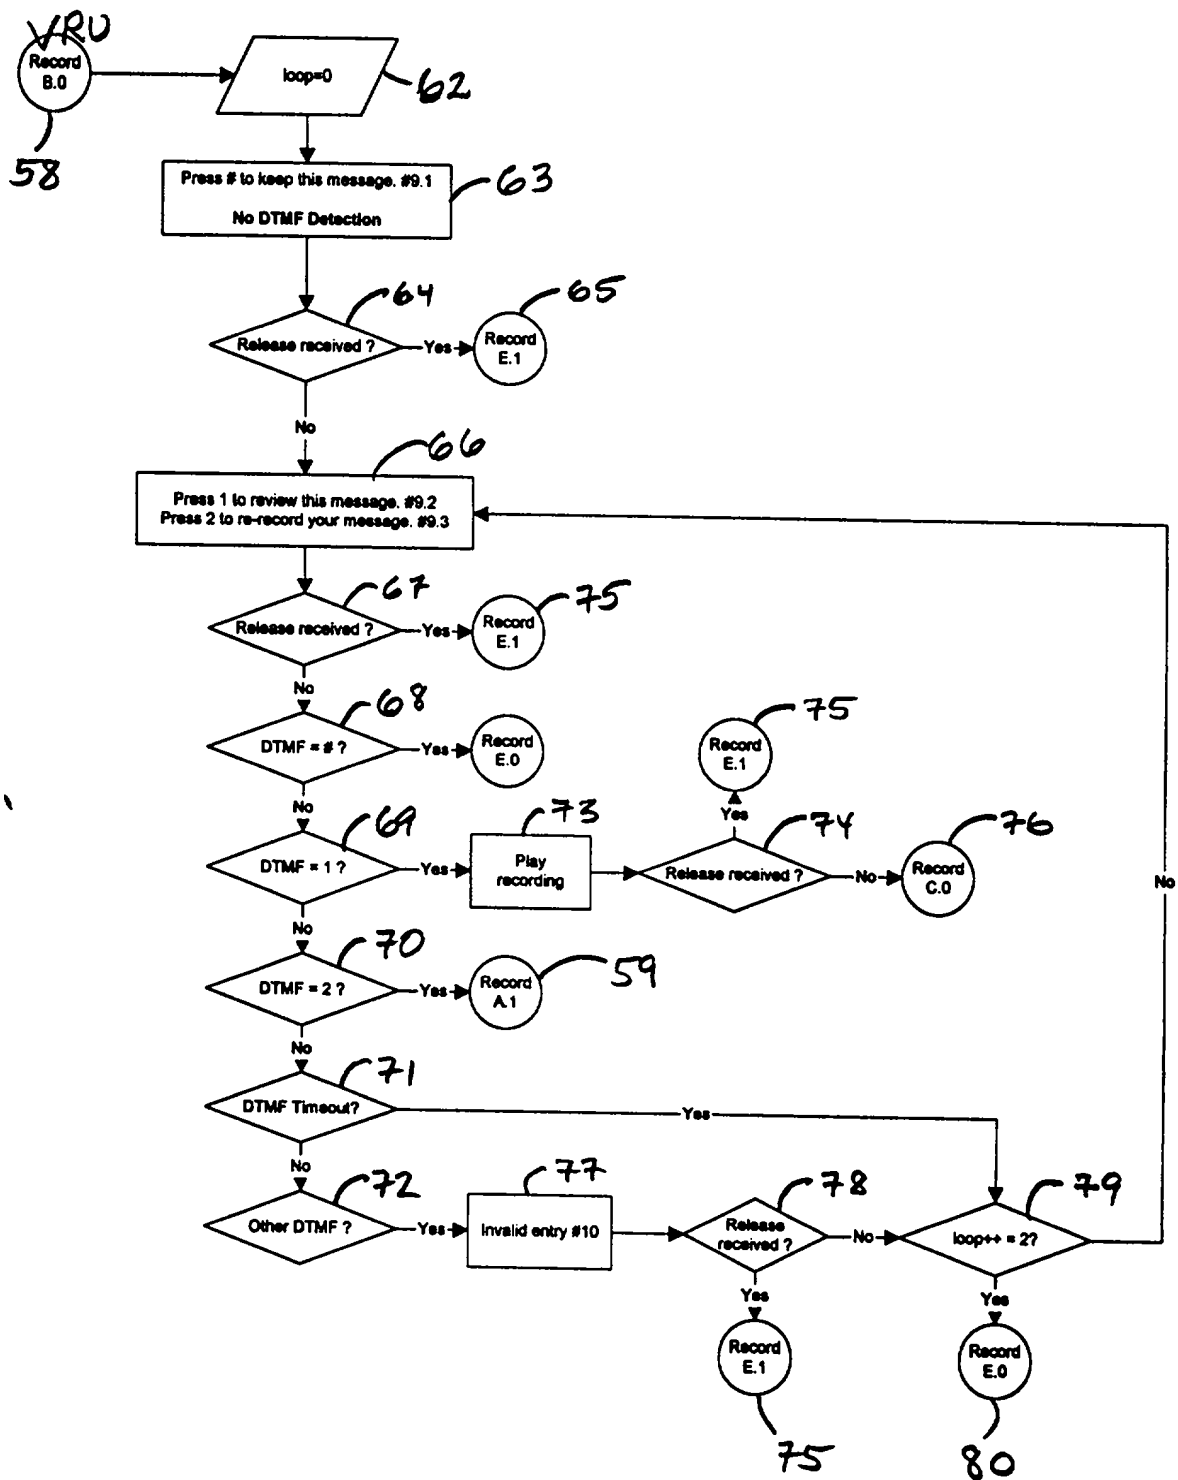 VRU
Record
B.0
58
loop=0
62
Press # to keep this message. #9.1
No DTMF Detection
63
64
Release received ?
Yes
65
Record
E.1
No
66
Press 1 to review this message. #9.2
Press 2 to re-record your message. #9.3
67
Release received ?
Yes
75
Record
E.1
No
68
DTMF = # ?
Yes
Record
E.0
75
Record
E.1
Yes
No
69
DTMF = 1 ?
Yes
73
Play
recording
74
Release received ?
No
76
Record
C.0
No
No
70
DTMF = 2 ?
Yes
59
Record
A.1
No
71
DTMF Timeout?
Yes
No
72
Other DTMF ?
Yes
77
Invalid entry #10
78
Release
received ?
No
79
loop++ = 2?
Yes
Record
E.1
75
Yes
Record
E.0
80